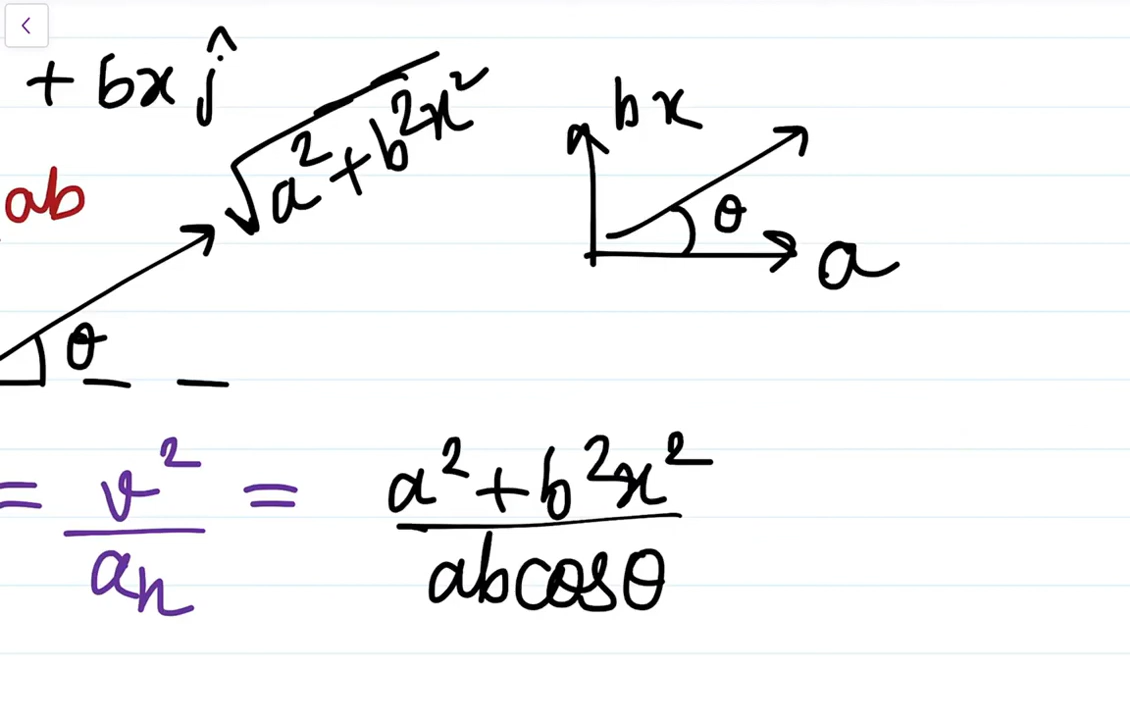 + bx ĵ
√a²+b²x²
bx
ab
θ
a
θ
= v²/aₙ = a²+b²x²/abcosθ